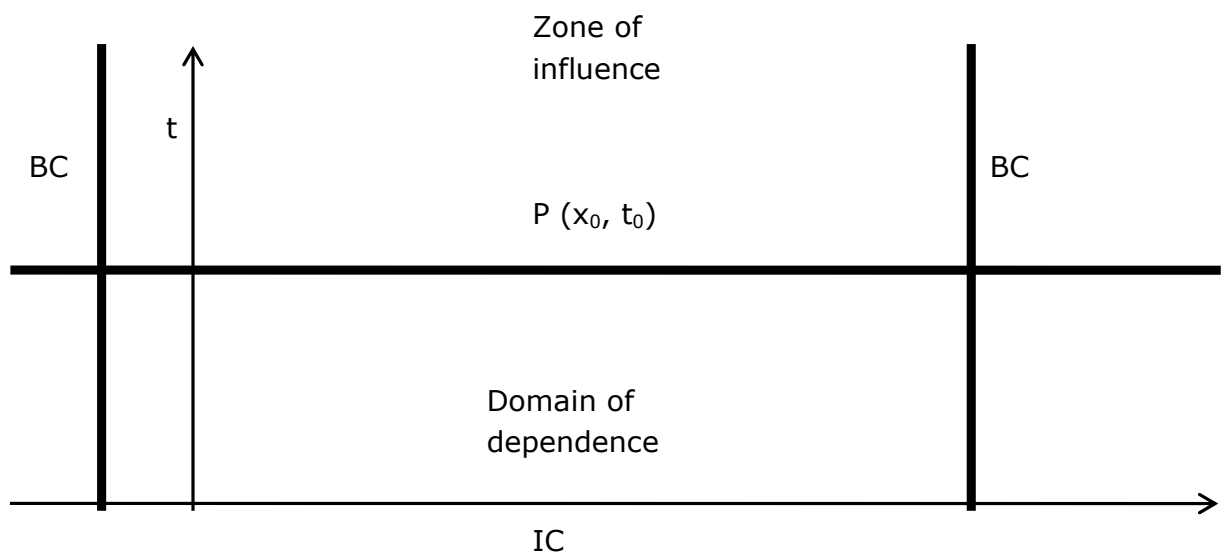 Zone of
influence
t
BC
BC
P (x₀, t₀)
Domain of
dependence
IC